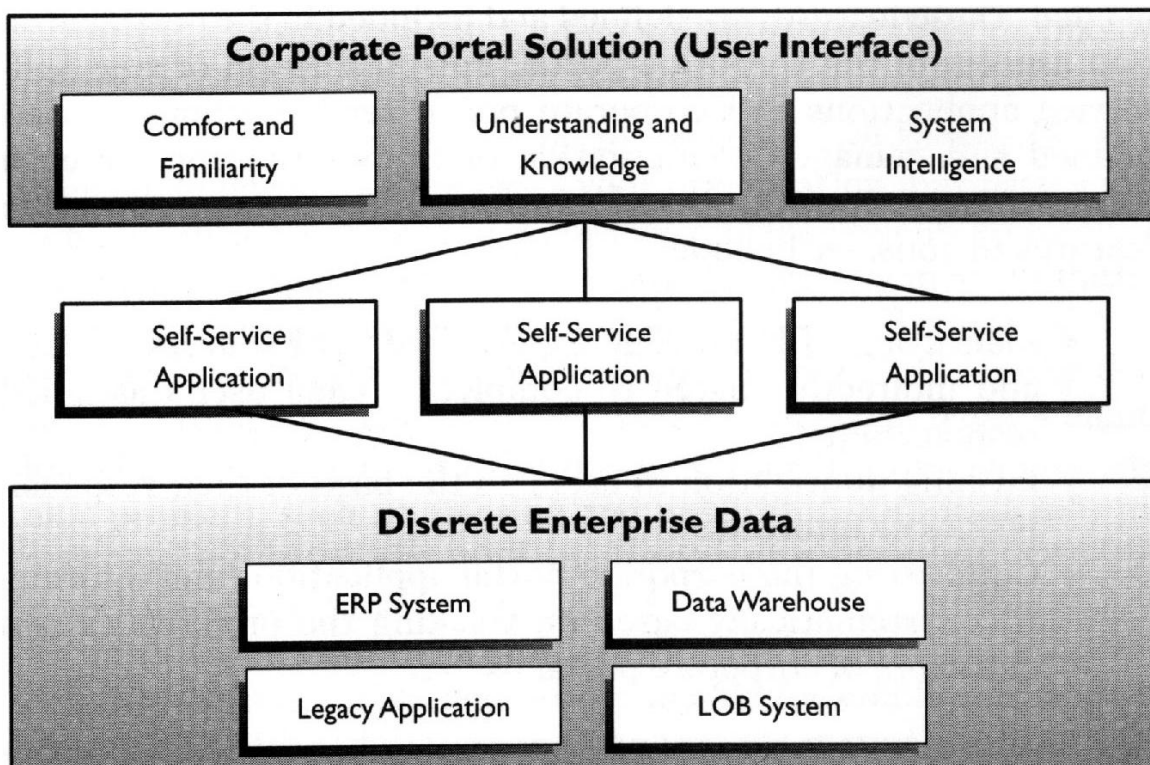 Corporate Portal Solution (User Interface)
Comfort and
Familiarity
Understanding and
Knowledge
System
Intelligence
Self-Service
Application
Self-Service
Application
Self-Service
Application
Discrete Enterprise Data
ERP System
Data Warehouse
Legacy Application
LOB System